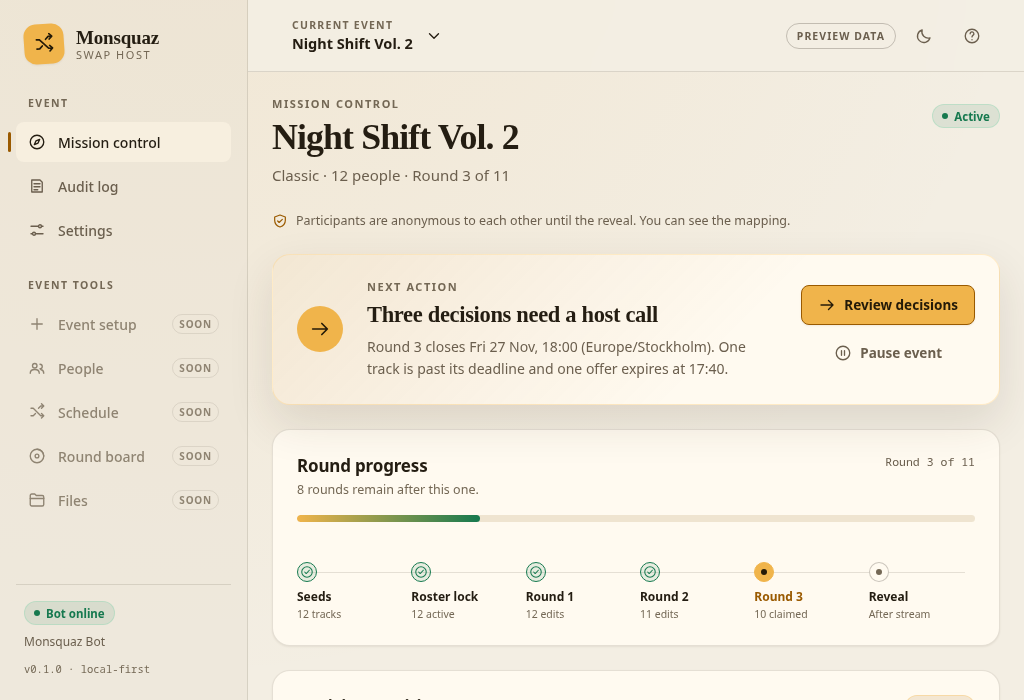 Monsquaz
SWAP HOST
EVENT
Mission control
Audit log
Settings
EVENT TOOLS
Event setup SOON
People SOON
Schedule SOON
Round board SOON
Files SOON
Bot online
Monsquaz Bot
v0.1.0 · local-first
CURRENT EVENT
Night Shift Vol. 2
PREVIEW DATA
MISSION CONTROL
Night Shift Vol. 2
Active
Classic · 12 people · Round 3 of 11
Participants are anonymous to each other until the reveal. You can see the mapping.
NEXT ACTION
Three decisions need a host call
Round 3 closes Fri 27 Nov, 18:00 (Europe/Stockholm). One
track is past its deadline and one offer expires at 17:40.
Review decisions
Pause event
Round progress
Round 3 of 11
8 rounds remain after this one.
Seeds
12 tracks
Roster lock
12 active
Round 1
12 edits
Round 2
11 edits
Round 3
10 claimed
Reveal
After stream